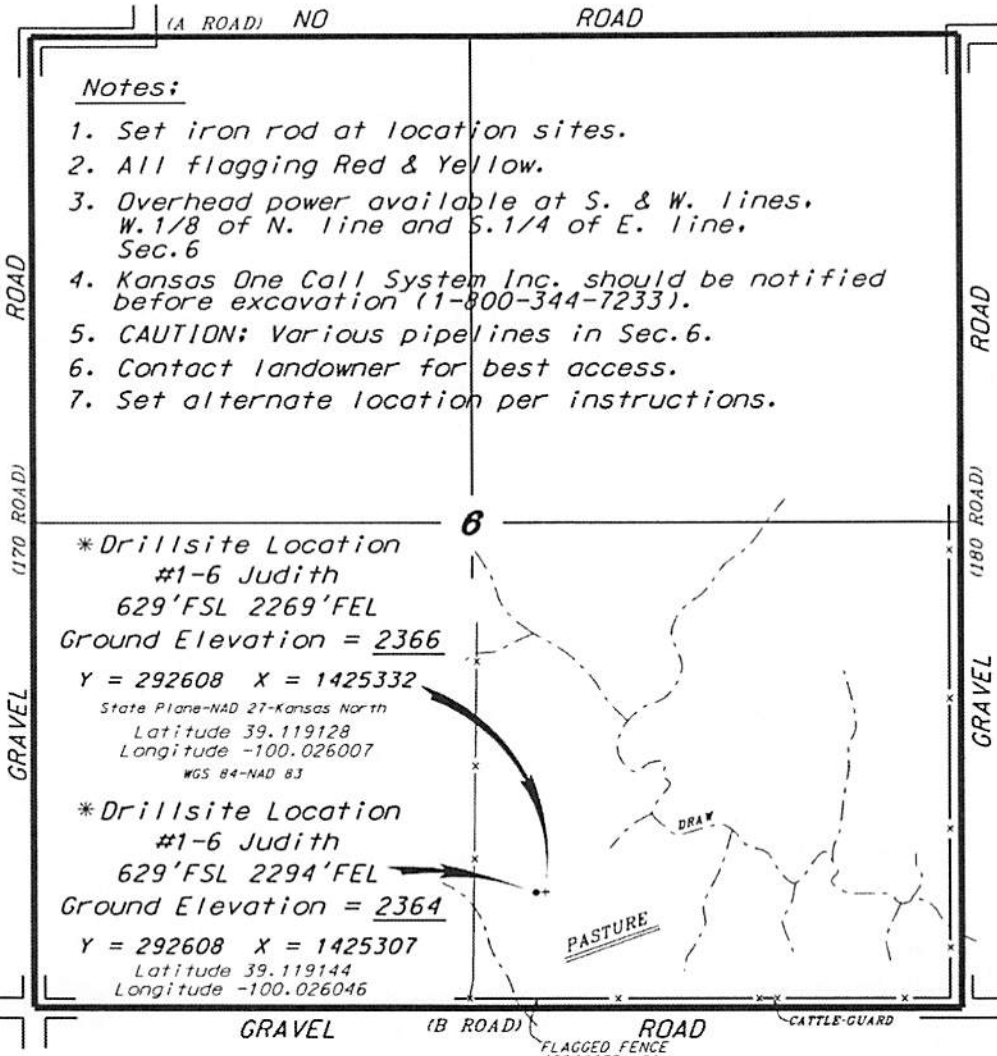 (A ROAD) NO ROAD
Notes:
1. Set iron rod at location sites.
2. All flagging Red & Yellow.
3. Overhead power available at S. & W. lines,
W.1/8 of N. line and S.1/4 of E. line,
Sec.6
4. Kansas One Call System Inc. should be notified
before excavation (1-800-344-7233).
5. CAUTION: Various pipelines in Sec.6.
6. Contact landowner for best access.
7. Set alternate location per instructions.
ROAD
(170 ROAD)
GRAVEL
ROAD
(180 ROAD)
GRAVEL
6
*Drillsite Location
#1-6 Judith
629'FSL 2269'FEL
Ground Elevation = 2366
Y = 292608 X = 1425332
State Plane-NAD 27-Kansas North
Latitude 39.119128
Longitude -100.026007
WGS 84-NAD 83
*Drillsite Location
#1-6 Judith
629'FSL 2294'FEL
Ground Elevation = 2364
Y = 292608 X = 1425307
Latitude 39.119144
Longitude -100.026046
DRAW
PASTURE
GRAVEL (B ROAD) ROAD
CATTLE-GUARD
FLAGGED FENCE